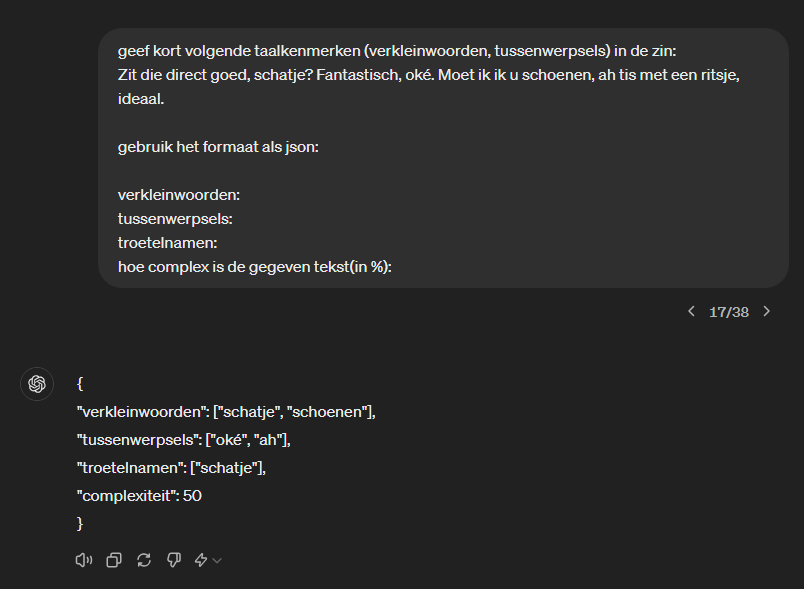 geef kort volgende taalkenmerken (verkleinwoorden, tussenwerpsels) in de zin:
Zit die direct goed, schatje? Fantastisch, oké. Moet ik ik u schoenen, ah tis met een ritsje,
ideaal.
gebruik het formaat als json:
verkleinwoorden:
tussenwerpsels:
troetelnamen:
hoe complex is de gegeven tekst(in %):
17/38
{
"verkleinwoorden": ["schatje", "schoenen"],
"tussenwerpsels": ["oké", "ah"],
"troetelnamen": ["schatje"],
"complexiteit": 50
}